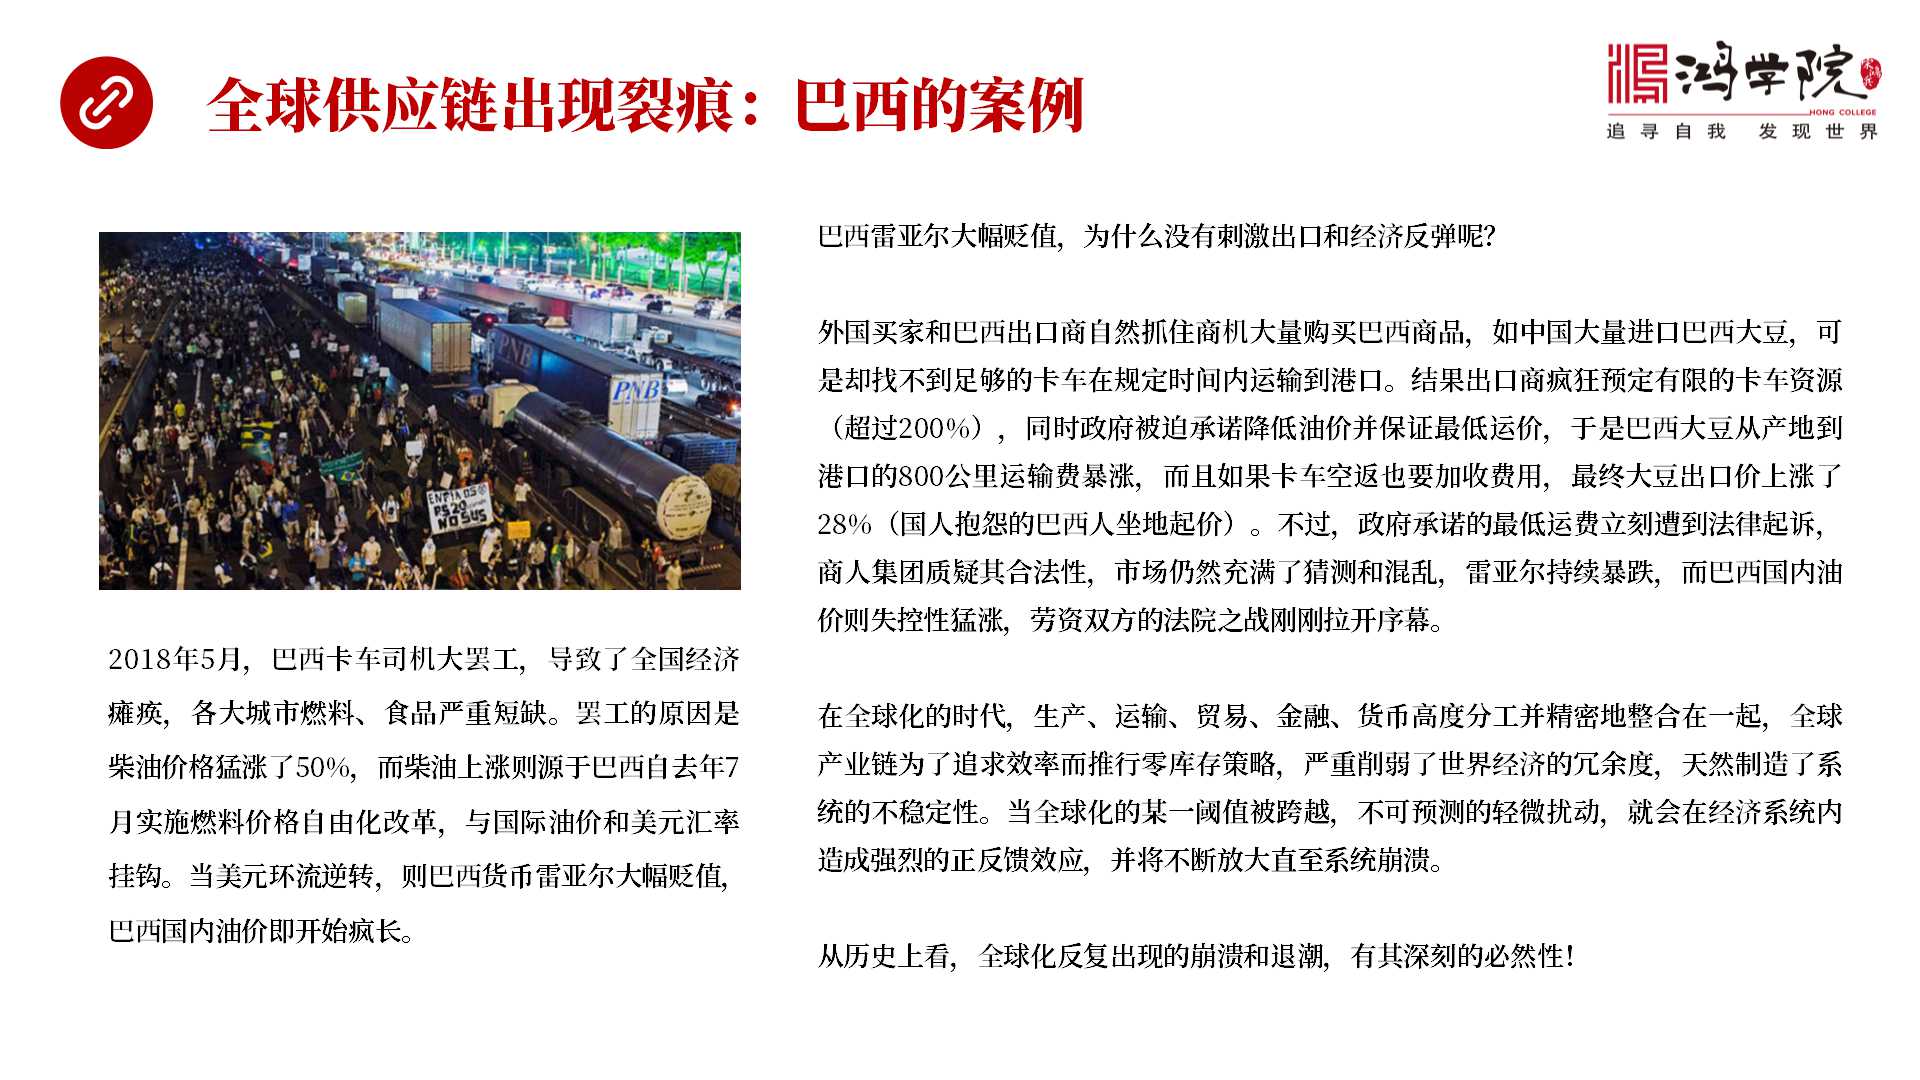 全球供应链出现裂痕：巴西的案例
鸿学院
HONG COLLEGE
追寻自我 发现世界
PNB
PNB
R$20
NO SUS
2018年5月，巴西卡车司机大罢工，导致了全国经济
瘫痪，各大城市燃料、食品严重短缺。罢工的原因是
柴油价格猛涨了50%，而柴油上涨则源于巴西自去年7
月实施燃料价格自由化改革，与国际油价和美元汇率
挂钩。当美元环流逆转，则巴西货币雷亚尔大幅贬值，
巴西国内油价即开始疯长。
巴西雷亚尔大幅贬值，为什么没有刺激出口和经济反弹呢？
外国买家和巴西出口商自然抓住商机大量购买巴西商品，如中国大量进口巴西大豆，可
是却找不到足够的卡车在规定时间内运输到港口。结果出口商疯狂预定有限的卡车资源
（超过200%），同时政府被迫承诺降低油价并保证最低运价，于是巴西大豆从产地到
港口的800公里运输费暴涨，而且如果卡车空返也要加收费用，最终大豆出口价上涨了
28%（国人抱怨的巴西人坐地起价）。不过，政府承诺的最低运费立刻遭到法律起诉，
商人集团质疑其合法性，市场仍然充满了猜测和混乱，雷亚尔持续暴跌，而巴西国内油
价则失控性猛涨，劳资双方的法院之战刚刚拉开序幕。
在全球化的时代，生产、运输、贸易、金融、货币高度分工并精密地整合在一起，全球
产业链为了追求效率而推行零库存策略，严重削弱了世界经济的冗余度，天然制造了系
统的不稳定性。当全球化的某一阈值被跨越，不可预测的轻微扰动，就会在经济系统内
造成强烈的正反馈效应，并将不断放大直至系统崩溃。
从历史上看，全球化反复出现的崩溃和退潮，有其深刻的必然性！